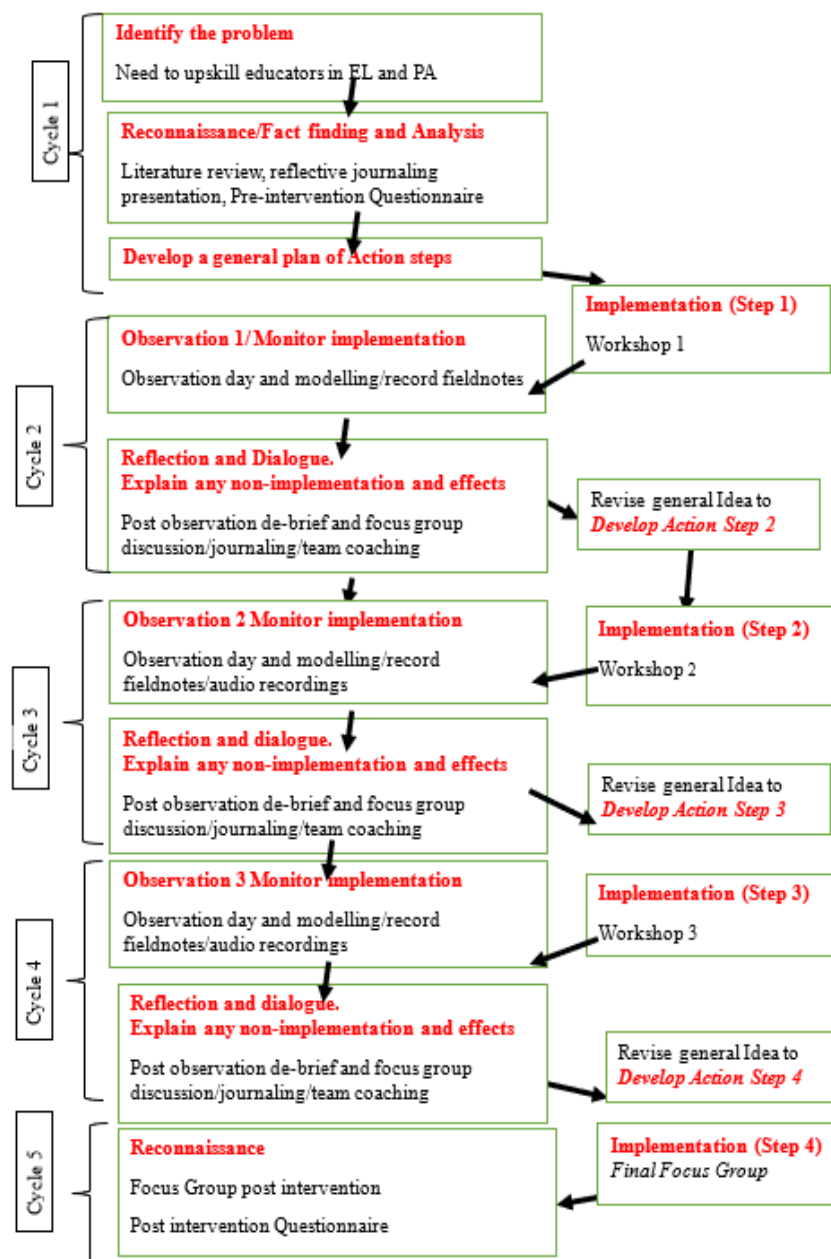 Cycle 1
Identify the problem
Need to upskill educators in EL and PA
Reconnaissance/Fact finding and Analysis
Literature review, reflective journaling
presentation, Pre-intervention Questionnaire
Develop a general plan of Action steps
Implementation (Step 1)
Workshop 1
Cycle 2
Observation 1/ Monitor implementation
Observation day and modelling/record fieldnotes
Reflection and Dialogue.
Explain any non-implementation and effects
Post observation de-brief and focus group
discussion/journaling/team coaching
Revise general Idea to
Develop Action Step 2
Cycle 3
Observation 2 Monitor implementation
Observation day and modelling/record
fieldnotes/audio recordings
Implementation (Step 2)
Workshop 2
Reflection and dialogue.
Explain any non-implementation and effects
Post observation de-brief and focus group
discussion/journaling/team coaching
Revise general Idea to
Develop Action Step 3
Cycle 4
Observation 3 Monitor implementation
Observation day and modelling/record
fieldnotes/audio recordings
Implementation (Step 3)
Workshop 3
Reflection and dialogue.
Explain any non-implementation and effects
Post observation de-brief and focus group
discussion/journaling/team coaching
Revise general Idea to
Develop Action Step 4
Cycle 5
Reconnaissance
Focus Group post intervention
Post intervention Questionnaire
Implementation (Step 4)
Final Focus Group